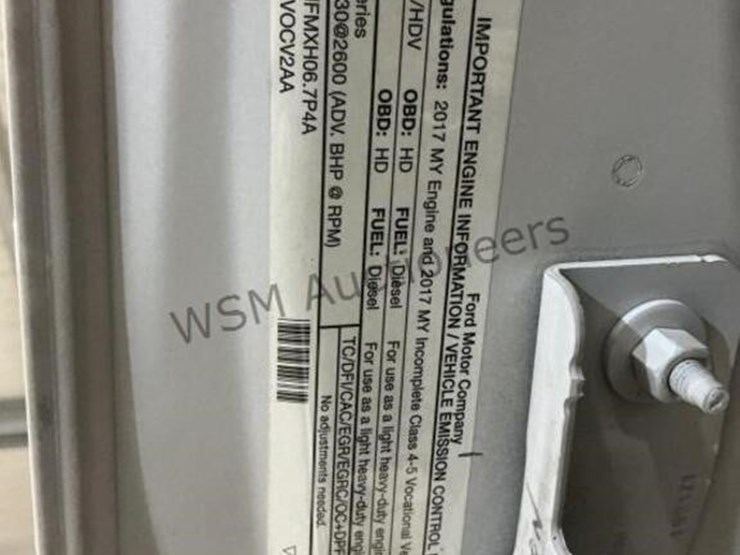 Ford Motor Company
IMPORTANT ENGINE INFORMATION / VEHICLE EMISSION CONTROL
gulations: 2017 MY Engine and 2017 MY Incomplete Class 4-5 Vocational Ve
/HDV OBD: HD FUEL: Diesel For use as a light heavy-duty engin
OBD: HD FUEL: Diesel For use as a light heavy-duty engi
eries
30@2600 (ADV. BHP @ RPM) TC/DFI/CAC/EGR/EGRC/OC+DPF
FMXH06.7P4A No adjustments needed.
VOCV2AA
WSM Auctioneers